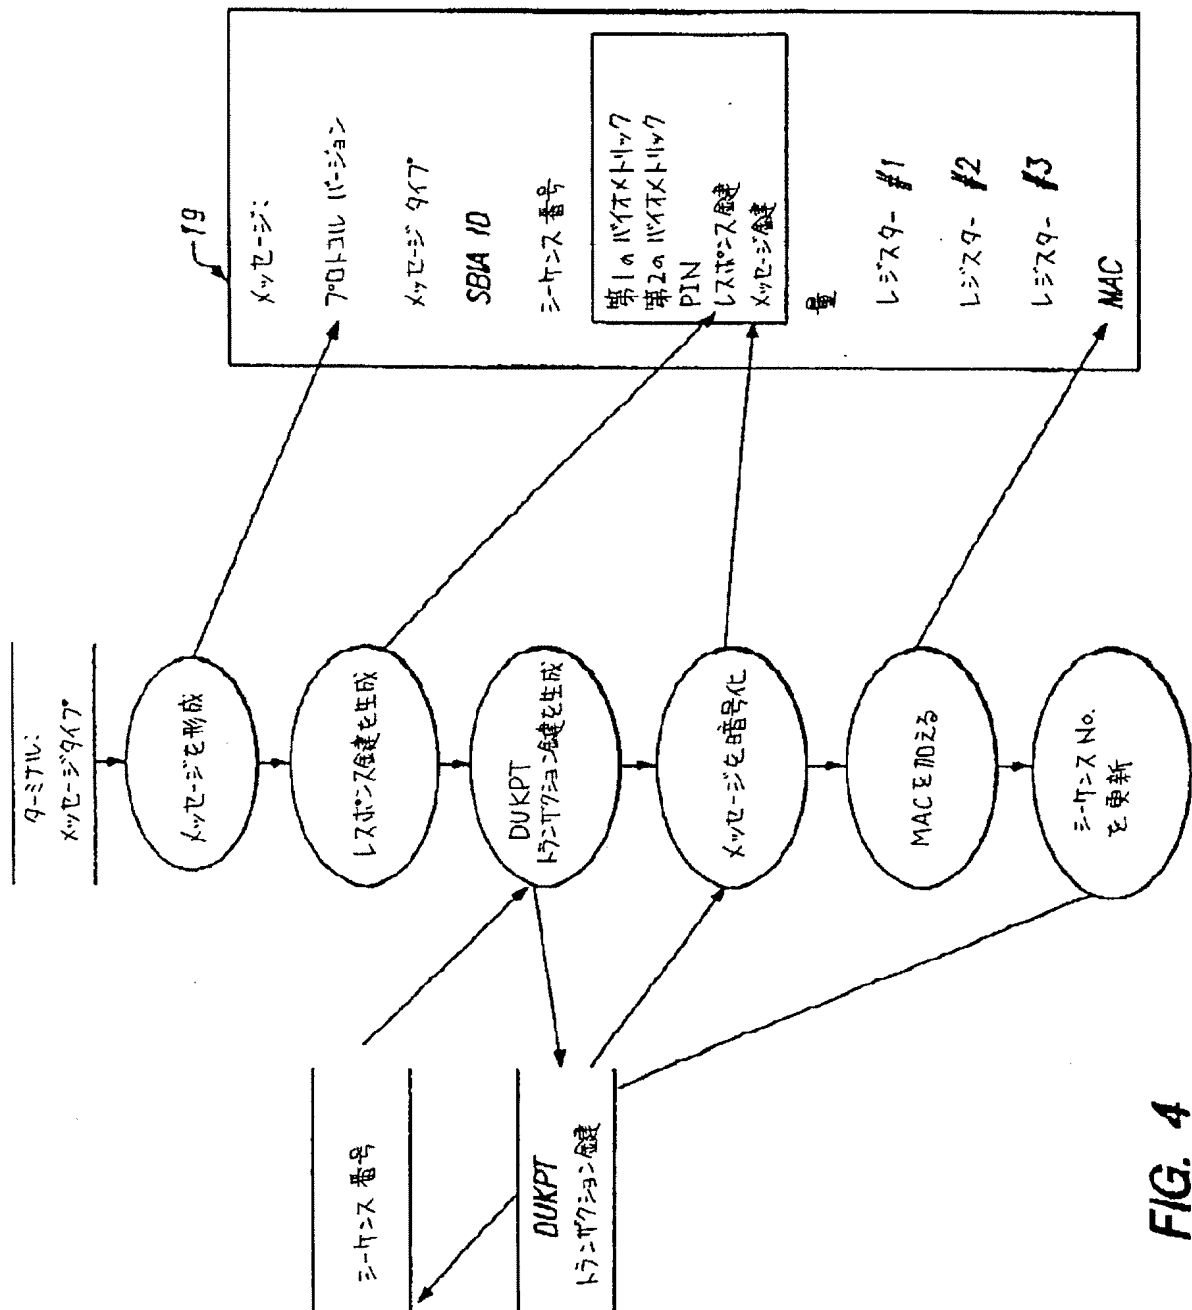 ターミナル:
メッセージタイプ
メッセージを形成
レスポンス鍵を生成
DUKPT
トランザクション鍵を生成
メッセージを暗号化
MACを加える
シーケンスNo.
を更新
シーケンス番号
DUKPT
トランザクション鍵
19
メッセージ:
プロトコル バージョン
メッセージ タイプ
SBIA ID
シーケンス番号
第1のバイオメトリック
第2のバイオメトリック
PIN
レスポンス鍵
メッセージ鍵
量
レジスター #1
レジスター #2
レジスター #3
MAC
FIG. 4